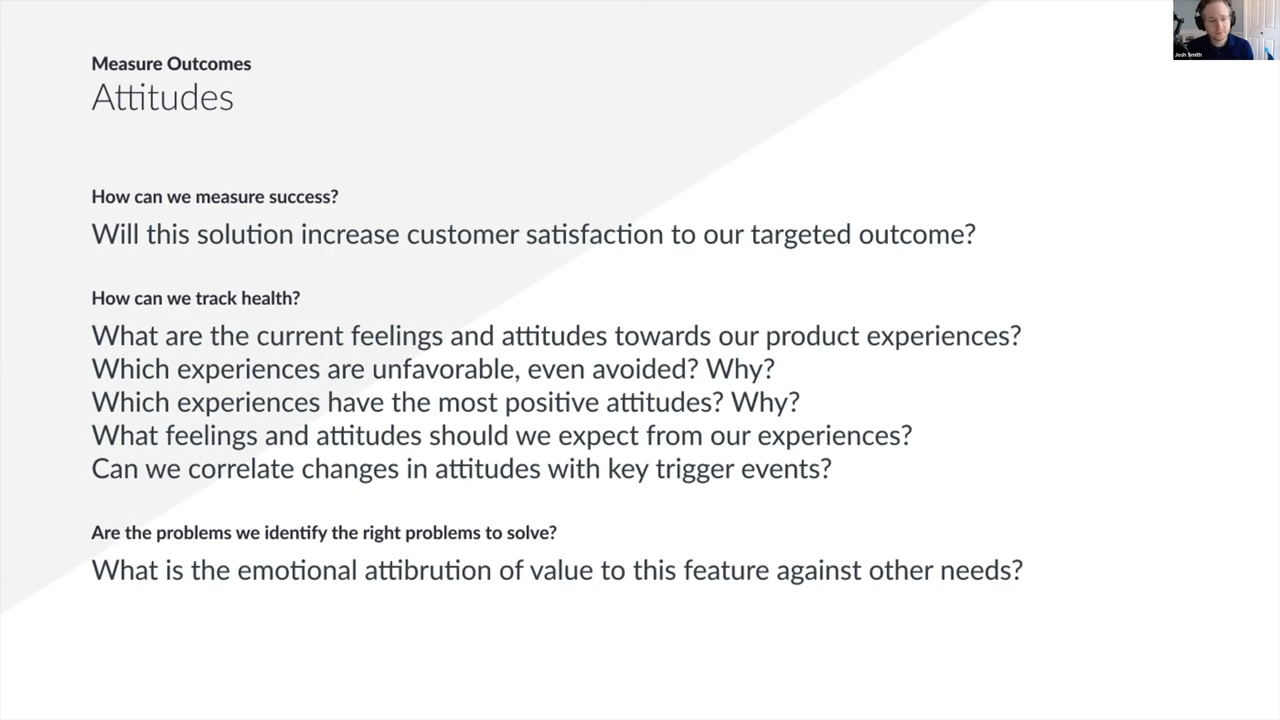 Measure Outcomes
Attitudes
How can we measure success?
Will this solution increase customer satisfaction to our targeted outcome?
How can we track health?
What are the current feelings and attitudes towards our product experiences?
Which experiences are unfavorable, even avoided? Why?
Which experiences have the most positive attitudes? Why?
What feelings and attitudes should we expect from our experiences?
Can we correlate changes in attitudes with key trigger events?
Are the problems we identify the right problems to solve?
What is the emotional attibrution of value to this feature against other needs?
Josh Smith